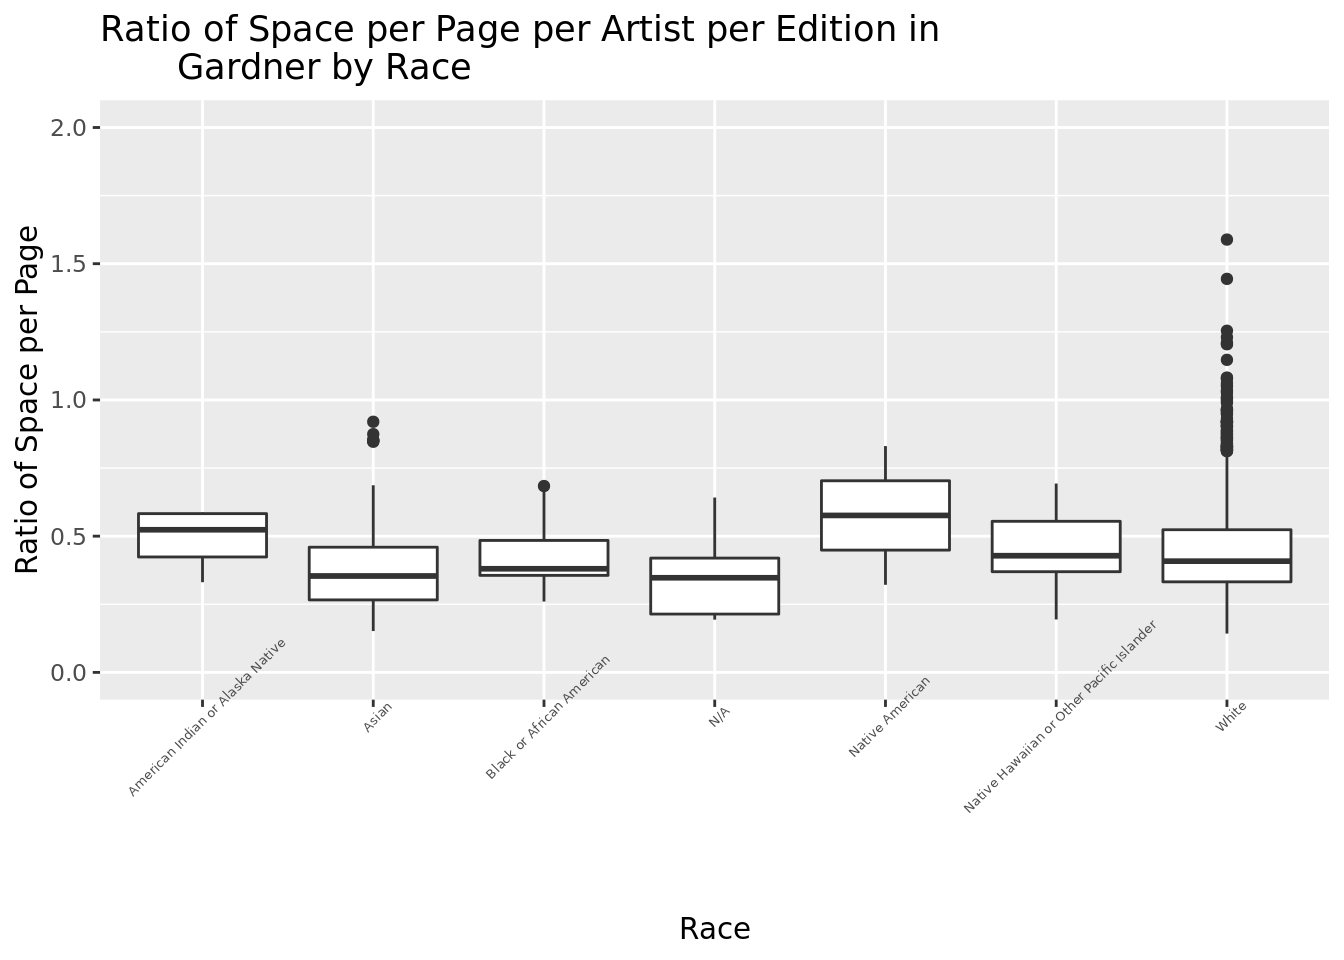 Ratio of Space per Page per Artist per Edition in
Gardner by Race
Ratio of Space per Page
2.0
1.5
1.0
0.5
0.0
American Indian or Alaska Native
Asian
Black or African American
N/A
Native American
Native Hawaiian or Other Pacific Islander
White
Race